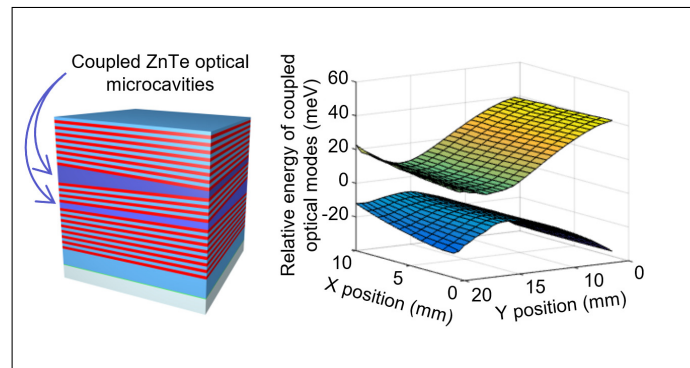 Coupled ZnTe optical
microcavities
Relative energy of coupled
optical modes (meV)
60
40
20
0
-20
10
5
0
X position (mm)
20
15
10
0
Y position (mm)